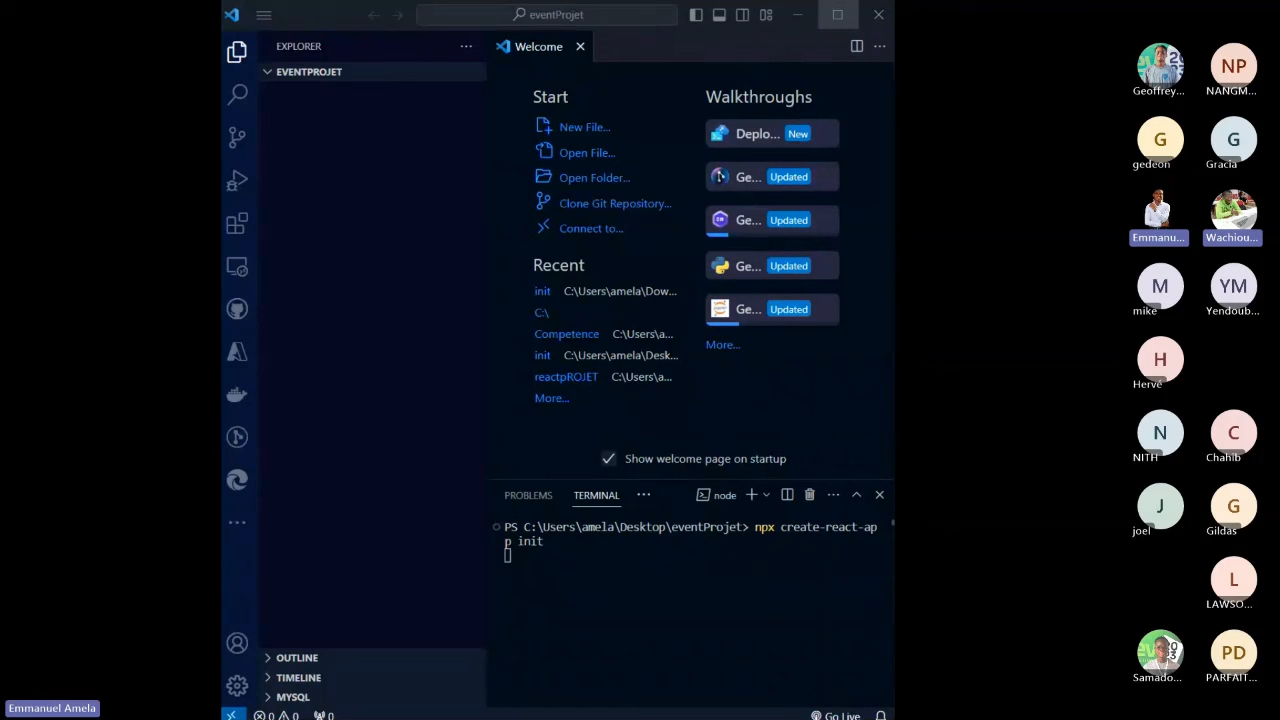 eventProjet
EXPLORER
EVENTPROJET
Welcome
Start
New File...
Open File...
Open Folder...
Clone Git Repository...
Connect to...
Recent
init C:\Users\amela\Dow...
C:\
Competence C:\Users\a...
init C:\Users\amela\Desk...
reactpROJET C:\Users\a...
More...
Walkthroughs
Deplo... New
Ge... Updated
Ge... Updated
Ge... Updated
Ge... Updated
More...
Show welcome page on startup
PROBLEMS TERMINAL
node
PS C:\Users\amela\Desktop\eventProjet> npx create-react-ap
p init
OUTLINE
TIMELINE
MYSQL
0 0 0
Go Live
Emmanuel Amela
Geoffrey...
NP
NANGM...
G
gedeon
G
Gracia
Emmanu...
Wachiou...
M
mike
YM
Yendoub...
H
Hervé
N
NITH
C
Chahib
J
joel
G
Gildas
L
LAWSO...
Samado...
PD
PARFAIT...